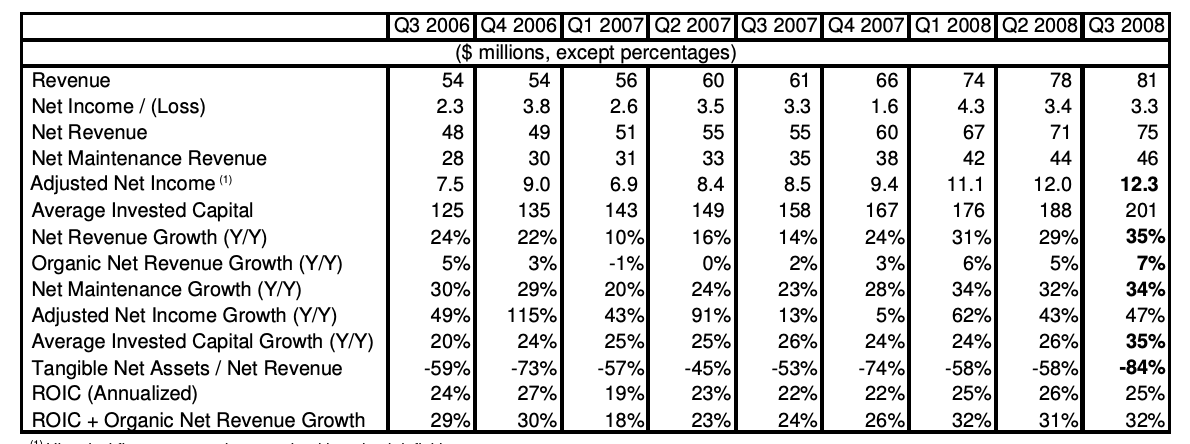 Q3 2006 Q4 2006 Q1 2007 Q2 2007 Q3 2007 Q4 2007 Q1 2008 Q2 2008 Q3 2008
($ millions, except percentages)
Revenue 54 54 56 60 61 66 74 78 81
Net Income / (Loss) 2.3 3.8 2.6 3.5 3.3 1.6 4.3 3.4 3.3
Net Revenue 48 49 51 55 55 60 67 71 75
Net Maintenance Revenue 28 30 31 33 35 38 42 44 46
Adjusted Net Income (1) 7.5 9.0 6.9 8.4 8.5 9.4 11.1 12.0 12.3
Average Invested Capital 125 135 143 149 158 167 176 188 201
Net Revenue Growth (Y/Y) 24% 22% 10% 16% 14% 24% 31% 29% 35%
Organic Net Revenue Growth (Y/Y) 5% 3% -1% 0% 2% 3% 6% 5% 7%
Net Maintenance Growth (Y/Y) 30% 29% 20% 24% 23% 28% 34% 32% 34%
Adjusted Net Income Growth (Y/Y) 49% 115% 43% 91% 13% 5% 62% 43% 47%
Average Invested Capital Growth (Y/Y) 20% 24% 25% 25% 26% 24% 24% 26% 35%
Tangible Net Assets / Net Revenue -59% -73% -57% -45% -53% -74% -58% -58% -84%
ROIC (Annualized) 24% 27% 19% 23% 22% 22% 25% 26% 25%
ROIC + Organic Net Revenue Growth 29% 30% 18% 23% 24% 26% 32% 31% 32%